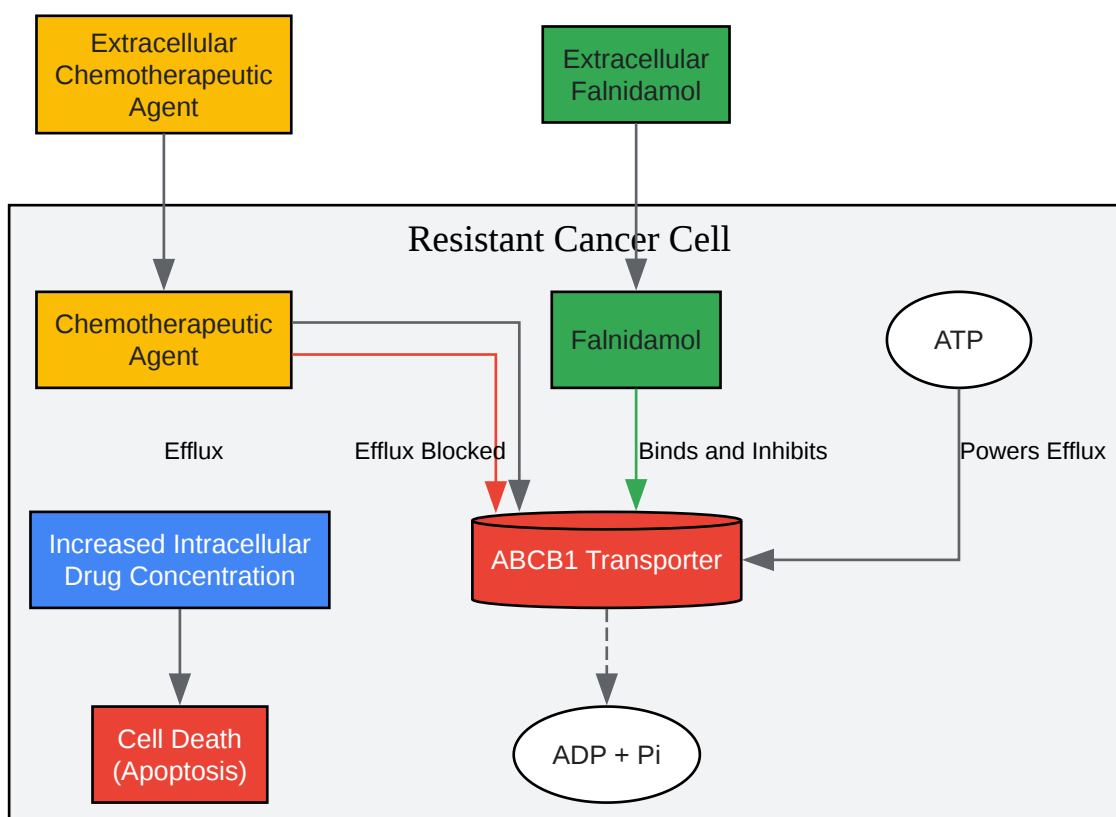 Extracellular
Chemotherapeutic
Agent
Extracellular
Falnidamol
Resistant Cancer Cell
Chemotherapeutic
Agent
Falnidamol
ATP
Efflux
Efflux Blocked
Binds and Inhibits
Powers Efflux
Increased Intracellular
Drug Concentration
ABCB1 Transporter
Cell Death
(Apoptosis)
ADP + Pi